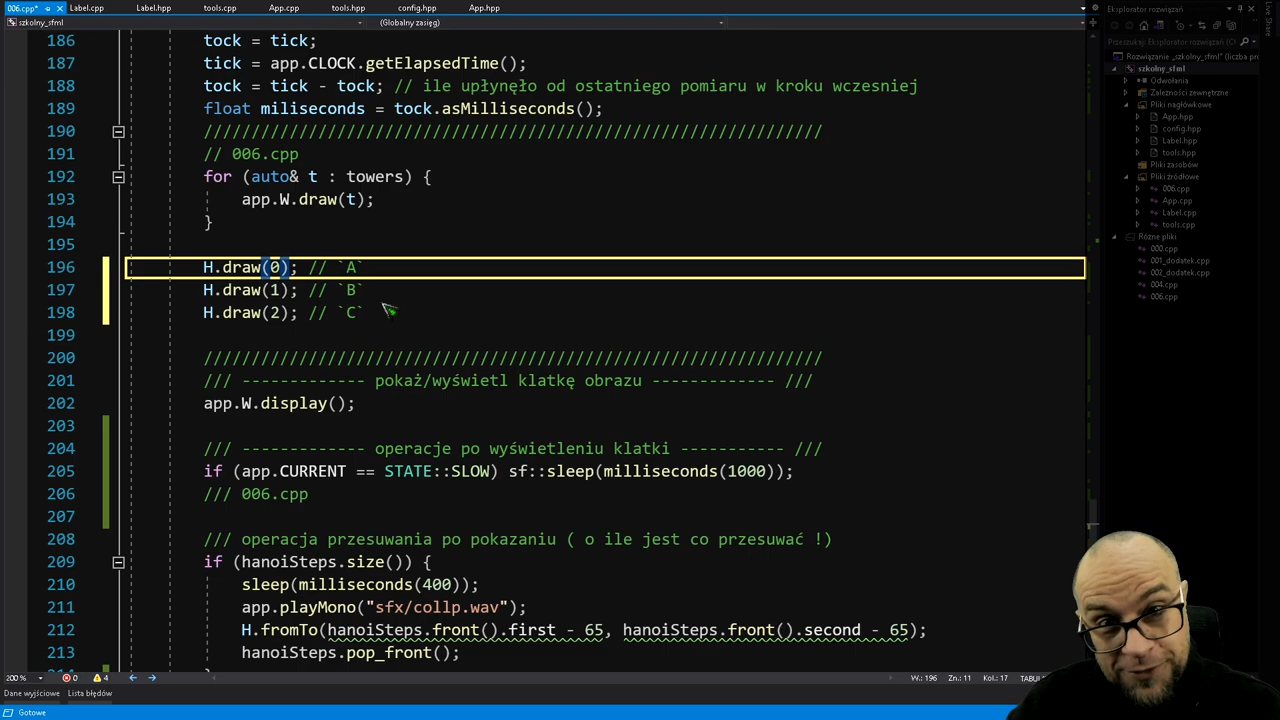 006.cpp*
Label.cpp
Label.hpp
tools.cpp
App.cpp
tools.hpp
config.hpp
App.hpp
szkolny_sfml
(Globalny zasięg)
186 tock = tick;
187 tick = app.CLOCK.getElapsedTime();
188 tock = tick - tock; // ile upłynęło od ostatniego pomiaru w kroku wczesniej
189 float miliseconds = tock.asMilliseconds();
190 /////////////////////////////////////////////////////////////////
191 // 006.cpp
192 for (auto& t : towers) {
193 app.W.draw(t);
194 }
195
196 H.draw(0); // `A`
197 H.draw(1); // `B`
198 H.draw(2); // `C`
199
200 /////////////////////////////////////////////////////////////////
201 /// ------------- pokaż/wyświetl klatkę obrazu ------------- ///
202 app.W.display();
203
204 /// ------------- operacje po wyświetleniu klatki ----------- ///
205 if (app.CURRENT == STATE::SLOW) sf::sleep(milliseconds(1000));
206 /// 006.cpp
207
208 /// operacja przesuwania po pokazaniu ( o ile jest co przesuwać !)
209 if (hanoiSteps.size()) {
210 sleep(milliseconds(400));
211 app.playMono("sfx/collp.wav");
212 H.fromTo(hanoiSteps.front().first - 65, hanoiSteps.front().second - 65);
213 hanoiSteps.pop_front();
200 %
0
4
W.: 196
Zn.: 11
Kol.: 17
Dane wyjściowe
Lista błędów
Gotowe
Eksplorator rozwiązań
Przeszukaj: Eksplorator rozwiązań (Ctrl
Rozwiązanie „szkolny_sfml” (liczba pr
szkolny_sfml
Odwołania
Zależności zewnętrzne
Pliki nagłówkowe
App.hpp
config.hpp
Label.hpp
tools.hpp
Pliki zasobów
Pliki źródłowe
006.cpp
App.cpp
Label.cpp
tools.cpp
Różne pliki
000.cpp
001_dodatek.cpp
002_dodatek.cpp
004.cpp
006.cpp
Live Share